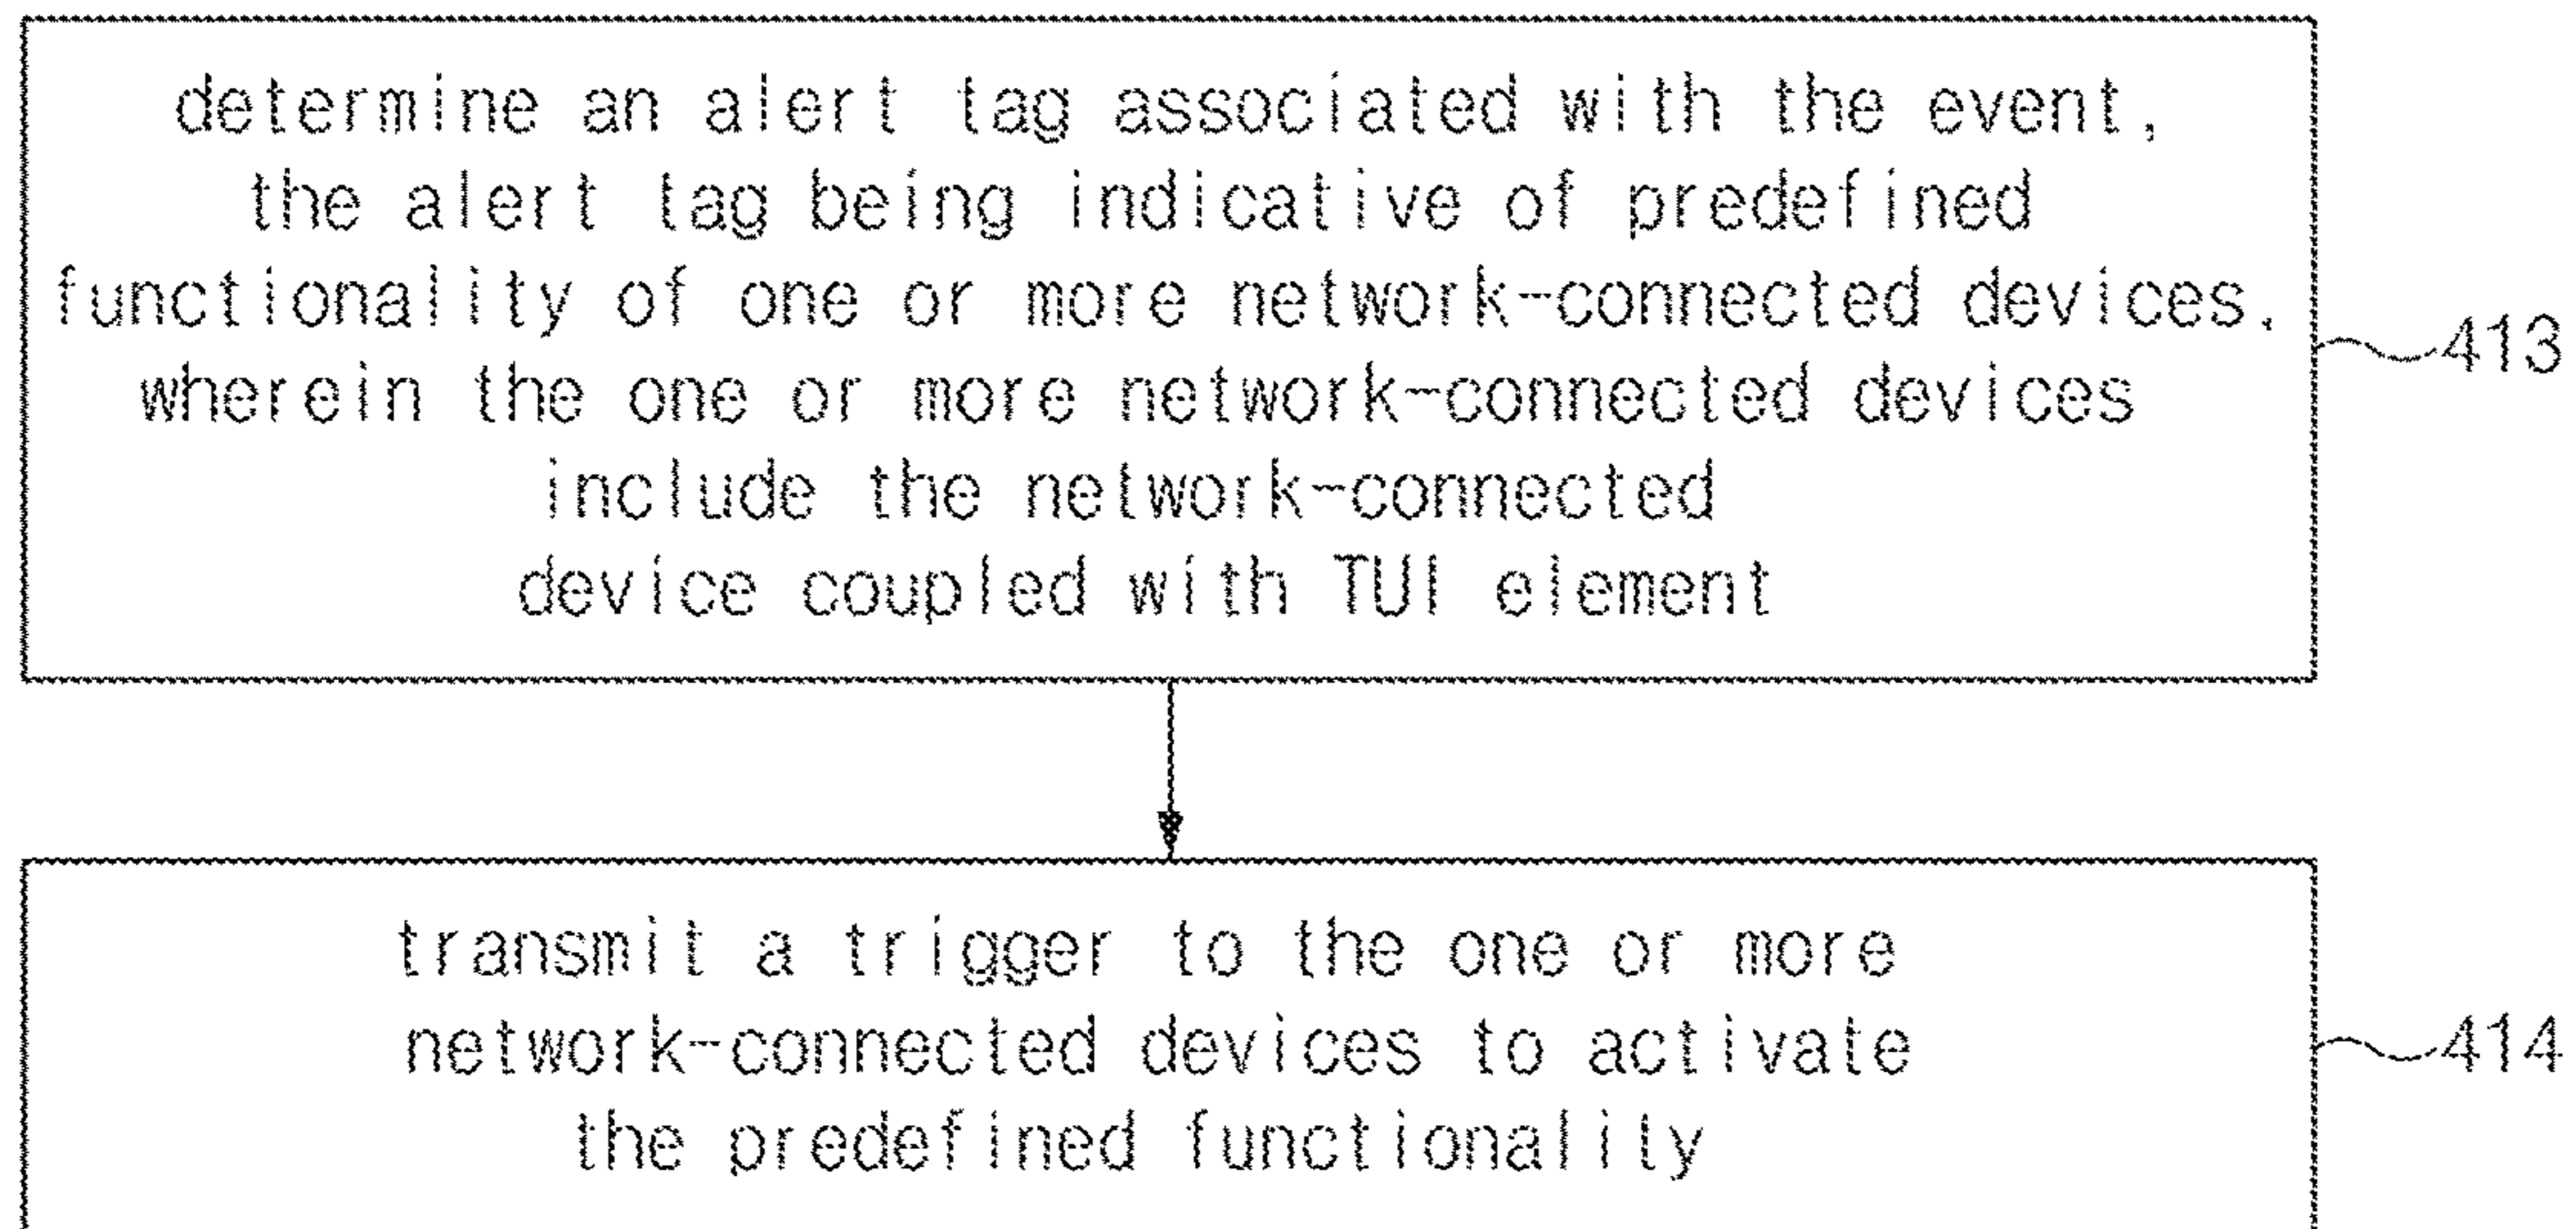 determine an alert tag associated with the event,
the alert tag being indicative of predefined
functionality of one or more network-connected devices,
wherein the one or more network-connected devices
include the network-connected
device coupled with TUI element
413
transmit a trigger to the one or more
network-connected devices to activate
the predefined functionality
414